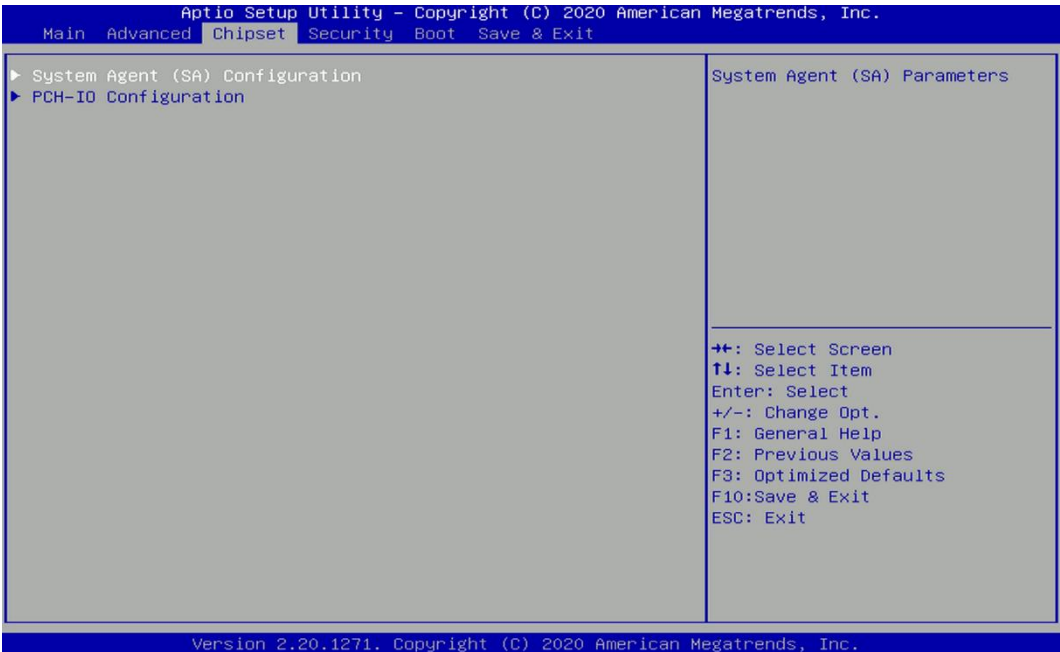 Aptio Setup Utility – Copyright (C) 2020 American Megatrends, Inc.
Main Advanced Chipset Security Boot Save & Exit
► System Agent (SA) Configuration
► PCH-IO Configuration
System Agent (SA) Parameters
→←: Select Screen
↑↓: Select Item
Enter: Select
+/-: Change Opt.
F1: General Help
F2: Previous Values
F3: Optimized Defaults
F10:Save & Exit
ESC: Exit
Version 2.20.1271. Copyright (C) 2020 American Megatrends, Inc.